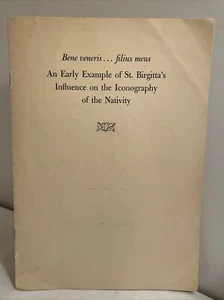 Bene veneris... filius meus
An Early Example of St. Birgitta's
Influence on the Iconography
of the Nativity